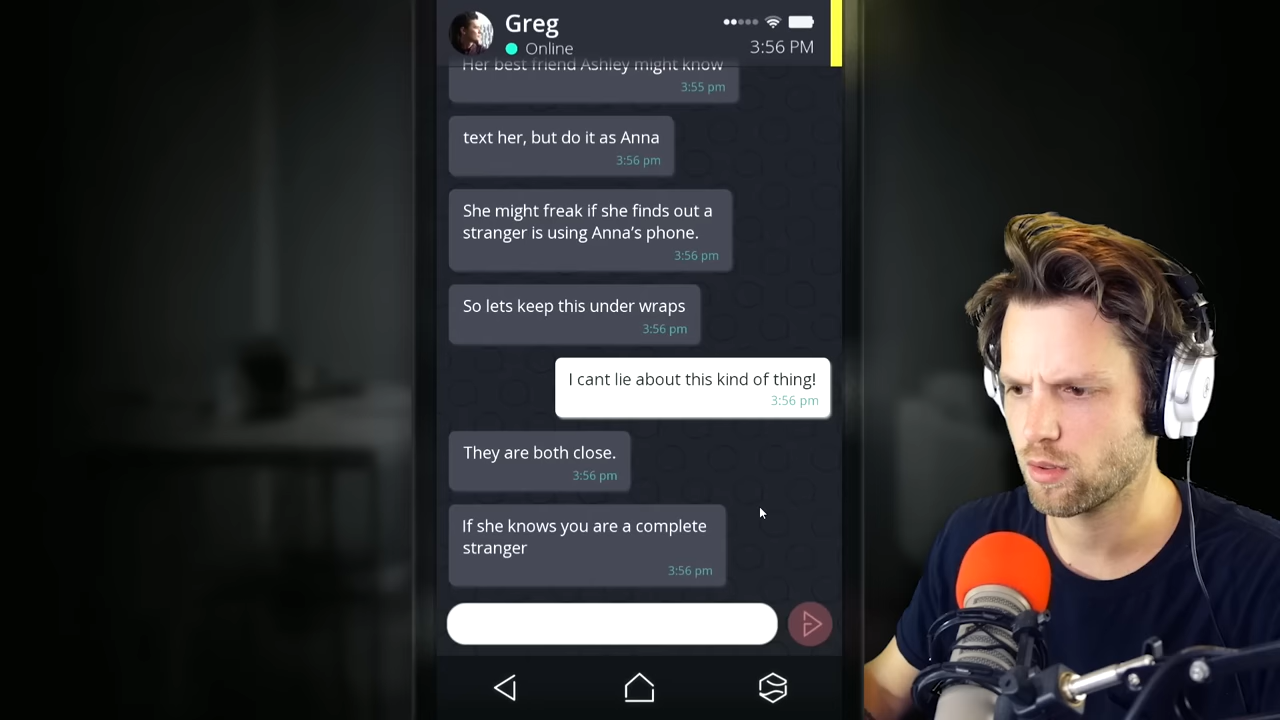 Greg
Online
3:56 PM
Her best friend Ashley might know
3:55 pm
text her, but do it as Anna
3:56 pm
She might freak if she finds out a
stranger is using Anna’s phone.
3:56 pm
So lets keep this under wraps
3:56 pm
I cant lie about this kind of thing!
3:56 pm
They are both close.
3:56 pm
If she knows you are a complete
stranger
3:56 pm